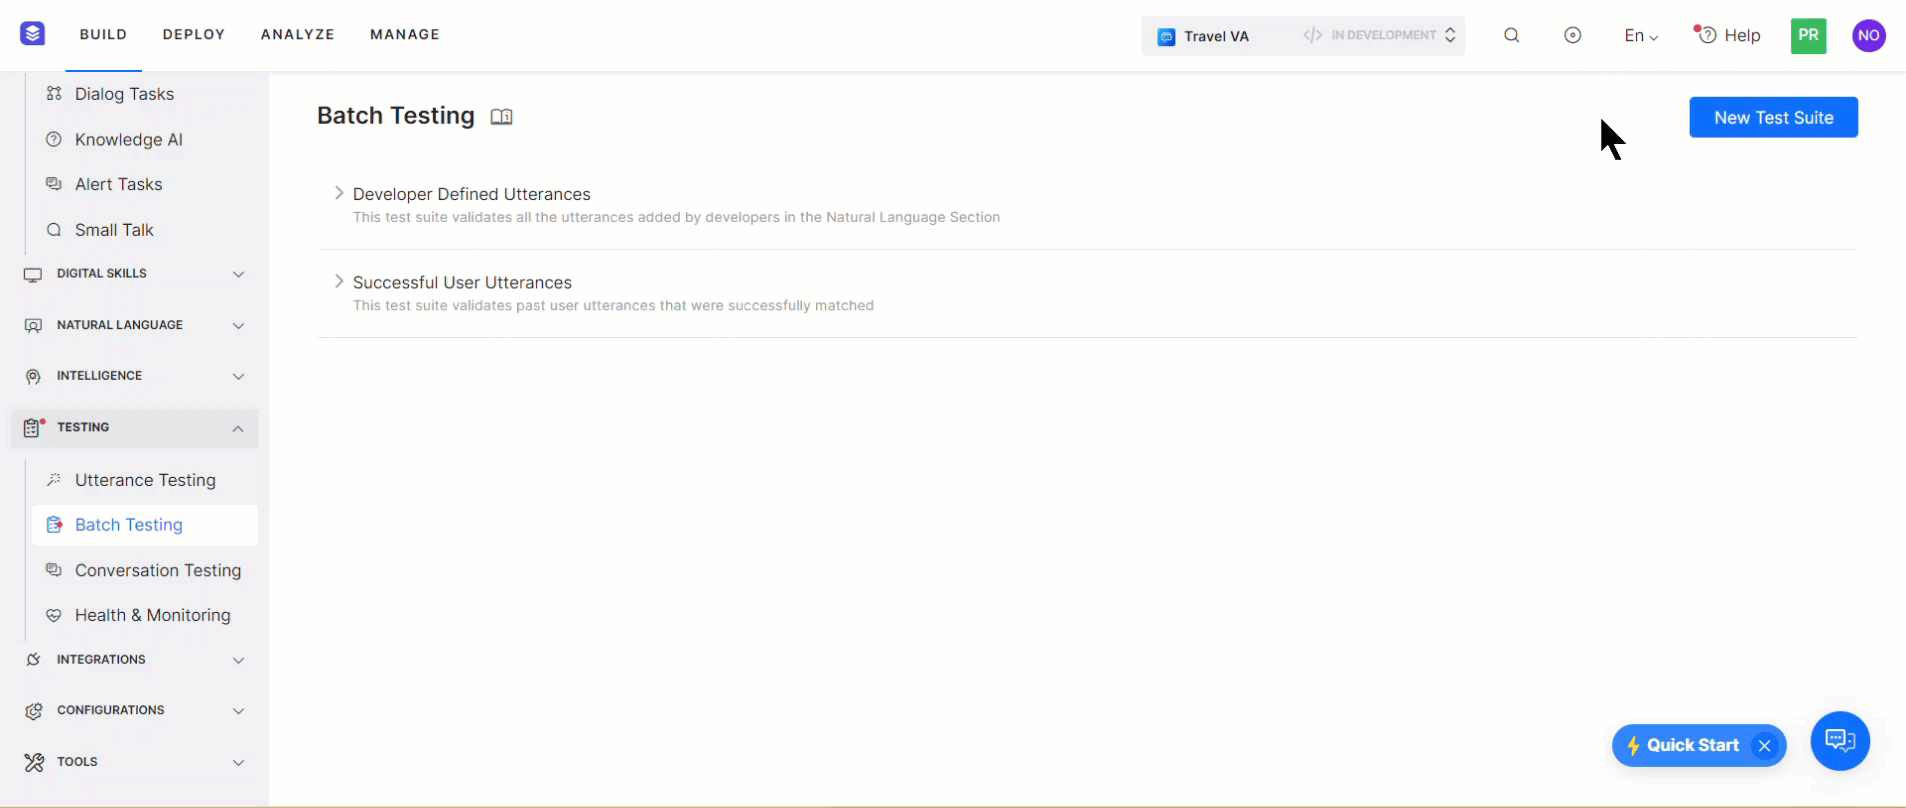 BUILD DEPLOY ANALYZE MANAGE
Travel VA </> IN DEVELOPMENT
En
Help
PR
NO
Dialog Tasks
Knowledge AI
Alert Tasks
Small Talk
DIGITAL SKILLS
NATURAL LANGUAGE
INTELLIGENCE
TESTING
Utterance Testing
Batch Testing
Conversation Testing
Health & Monitoring
INTEGRATIONS
CONFIGURATIONS
TOOLS
Batch Testing
New Test Suite
Developer Defined Utterances
This test suite validates all the utterances added by developers in the Natural Language Section
Successful User Utterances
This test suite validates past user utterances that were successfully matched
Quick Start